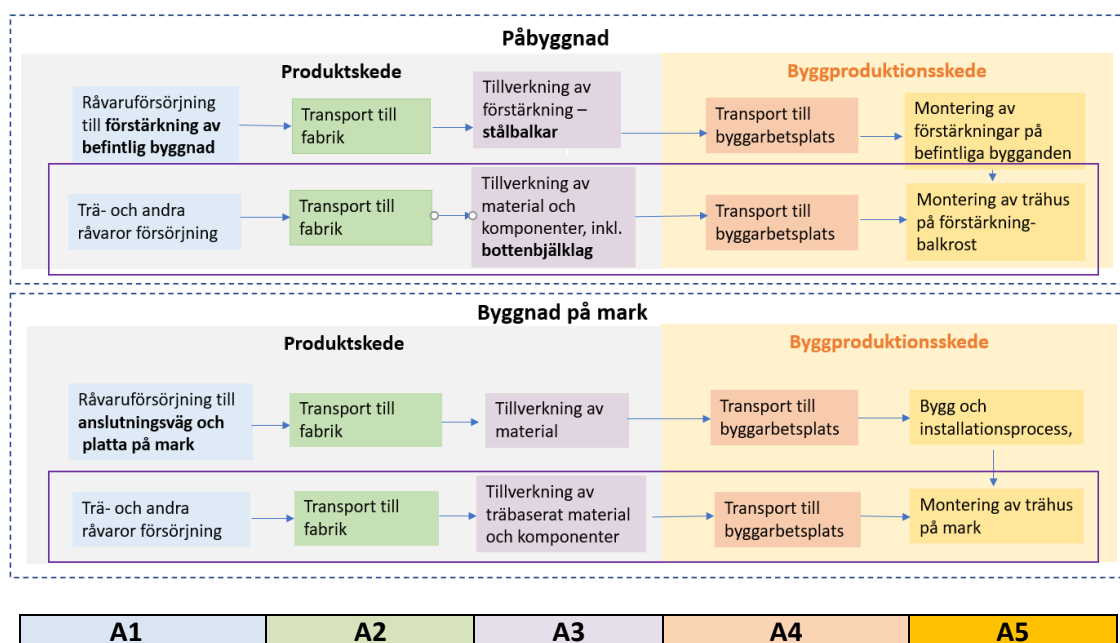 Påbyggnad
Produktskede
Byggproduktionsskede
Råvaruförsörjning
till förstärkning av
befintlig byggnad
Transport till
fabrik
Tillverkning av
förstärkning –
stålbalkar
Transport till
byggarbetsplats
Montering av
förstärkningar på
befintliga bygganden
Trä- och andra
råvaror försörjning
Transport till
fabrik
Tillverkning av
material och
komponenter, inkl.
bottenbjälklag
Transport till
byggarbetsplats
Montering av trähus
på förstärkning-
balkrost
Byggnad på mark
Produktskede
Byggproduktionsskede
Råvaruförsörjning till
anslutningsväg och
platta på mark
Transport till
fabrik
Tillverkning av
material
Transport till
byggarbetsplats
Bygg och
installationsprocess,
Trä- och andra
råvaror försörjning
Transport till
fabrik
Tillverkning av
träbaserat material
och komponenter
Transport till
byggarbetsplats
Montering av trähus
på mark
A1
A2
A3
A4
A5